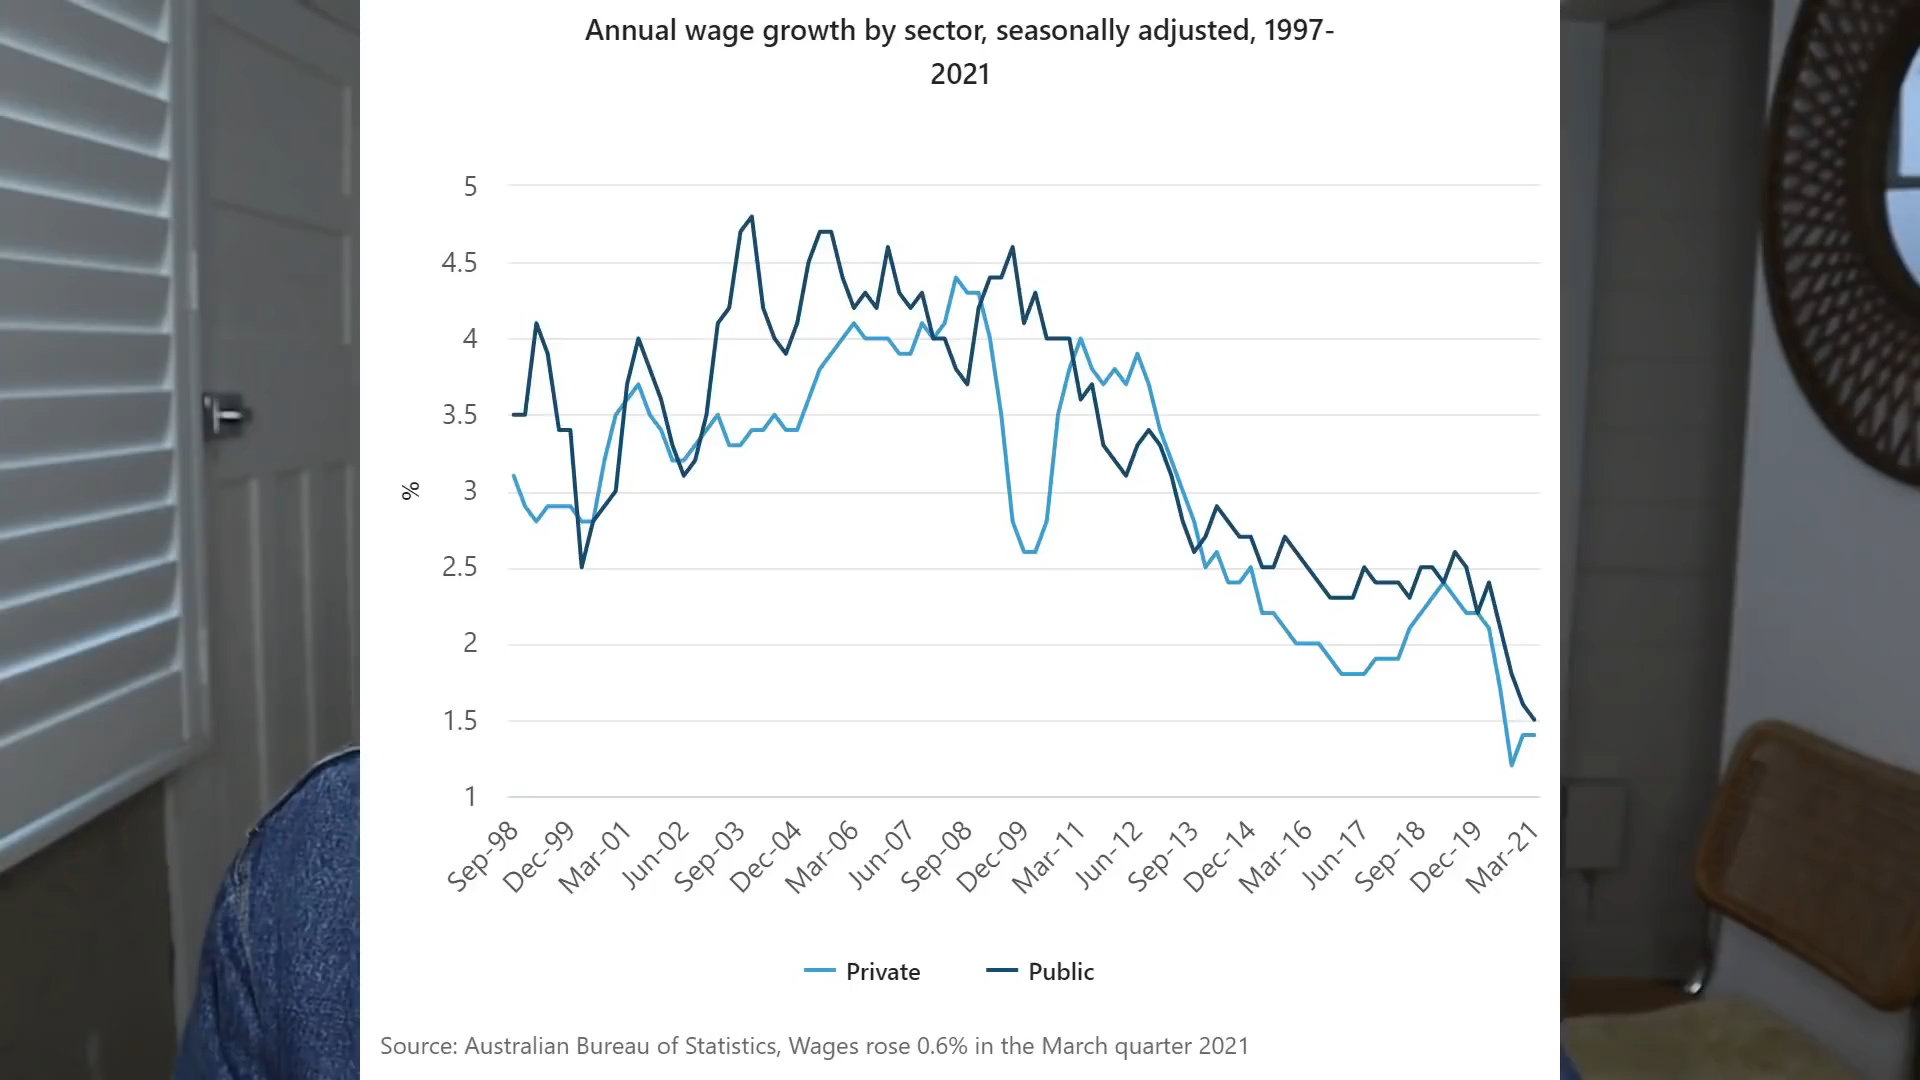 Annual wage growth by sector, seasonally adjusted, 1997-
2021
5
4.5
4
3.5
3
2.5
2
1.5
1
%
Sep-98
Dec-99
Mar-01
Jun-02
Sep-03
Dec-04
Mar-06
Jun-07
Sep-08
Dec-09
Mar-11
Jun-12
Sep-13
Dec-14
Mar-16
Jun-17
Sep-18
Dec-19
Mar-21
Private Public
Source: Australian Bureau of Statistics, Wages rose 0.6% in the March quarter 2021